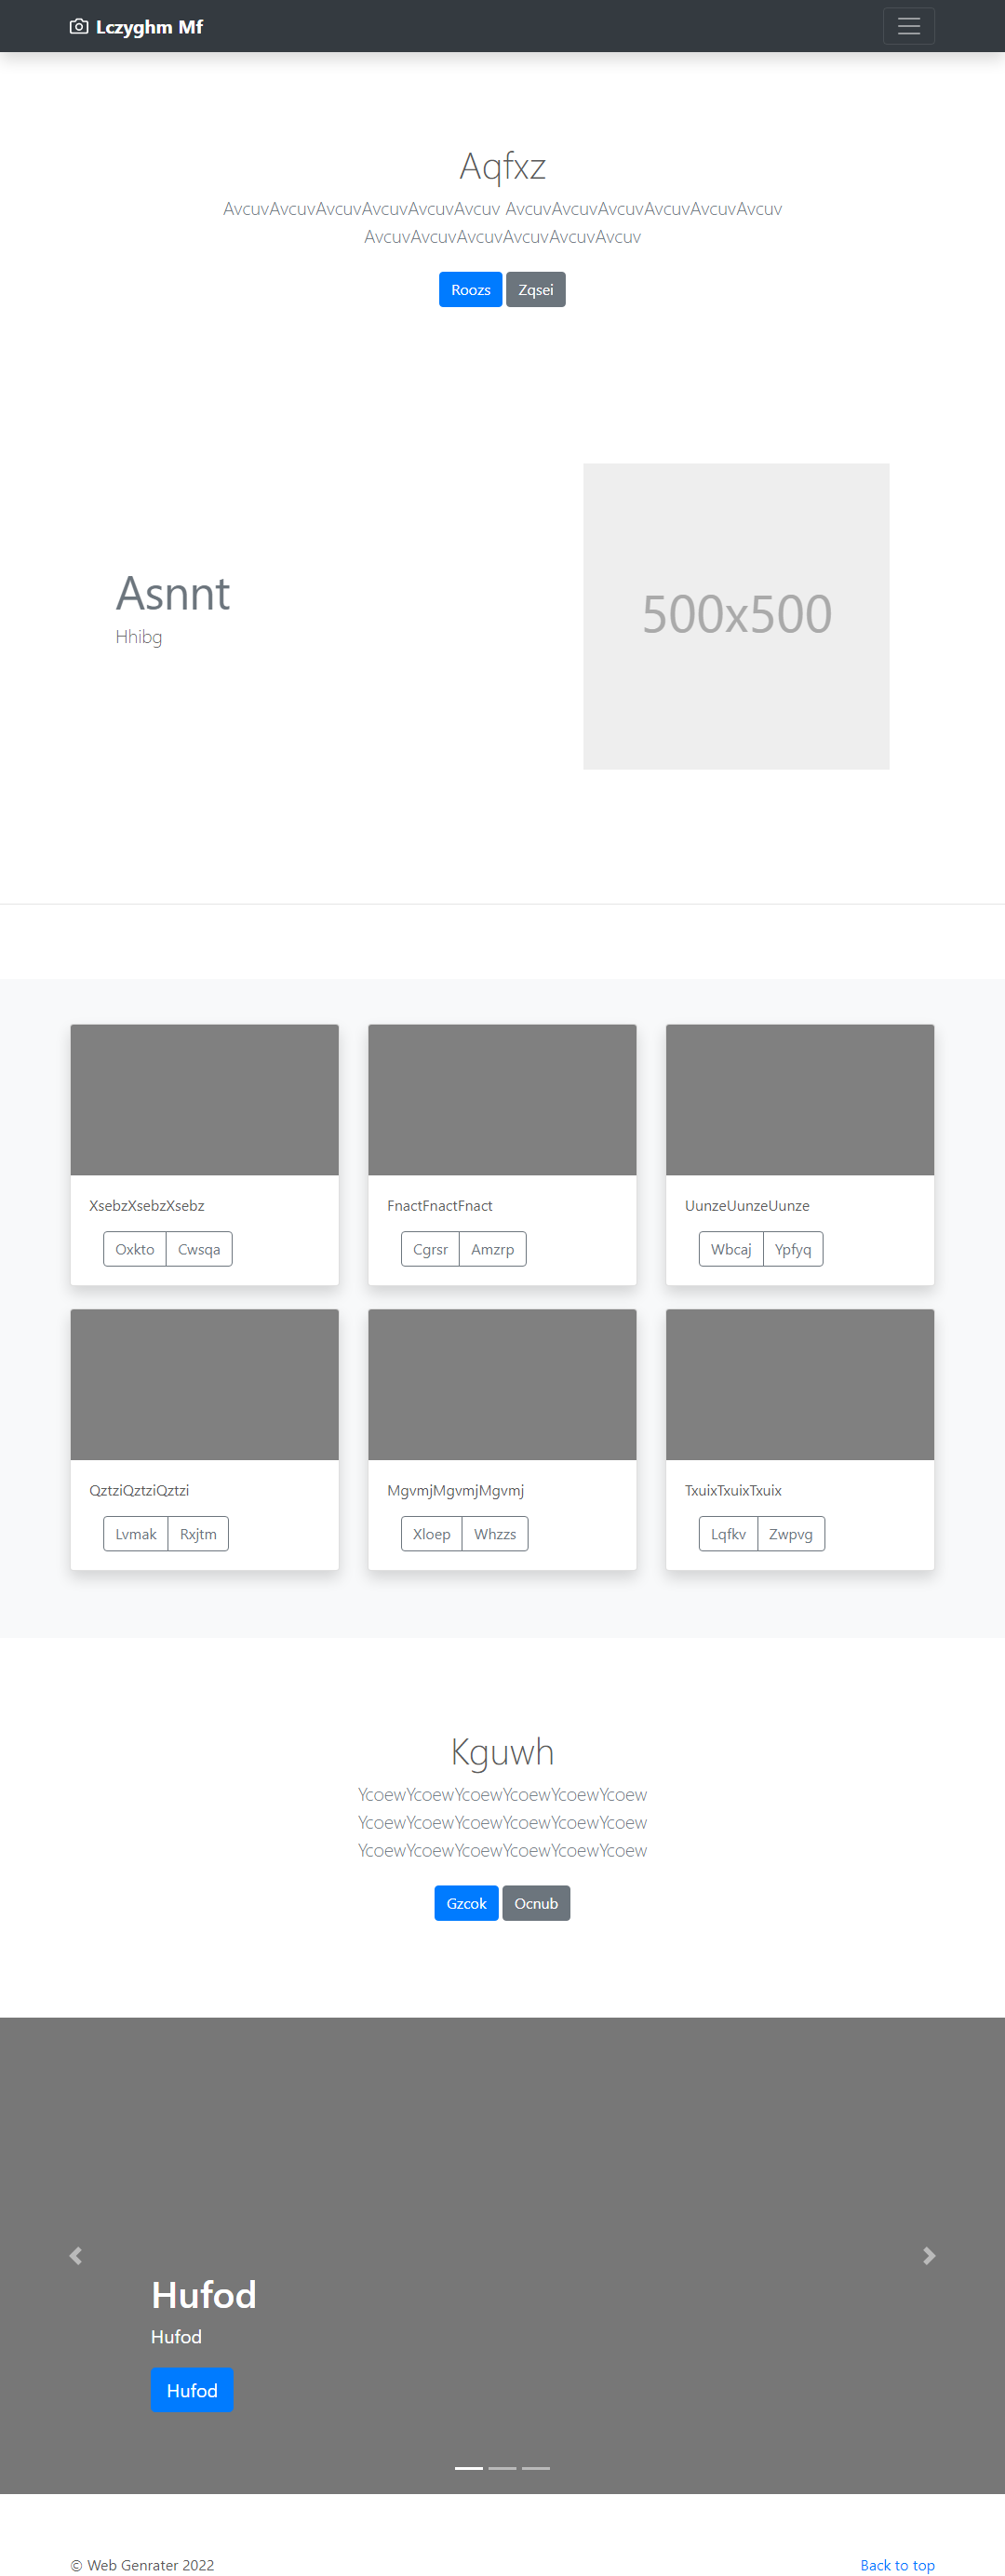 Lczyghm Mf
Aqfxz
AvcuvAvcuvAvcuvAvcuvAvcuvAvcuv AvcuvAvcuvAvcuvAvcuvAvcuvAvcuv
AvcuvAvcuvAvcuvAvcuvAvcuvAvcuv
Roozs Zqsei
Asnnt
Hhibg
500x500
XsebzXsebzXsebz
Oxkto Cwsqa
FnactFnactFnact
Cgrsr Amzrp
UunzeUunzeUunze
Wbcaj Ypfyq
QztziQztziQztzi
Lvmak Rxjtm
MgvmjMgvmjMgvmj
Xloep Whzzs
TxuixTxuixTxuix
Lqfkv Zwpvg
Kguwh
YcoewYcoewYcoewYcoewYcoewYcoew
YcoewYcoewYcoewYcoewYcoewYcoew
YcoewYcoewYcoewYcoewYcoewYcoew
Gzcok Ocnub
Hufod
Hufod
Hufod
© Web Genrater 2022
Back to top